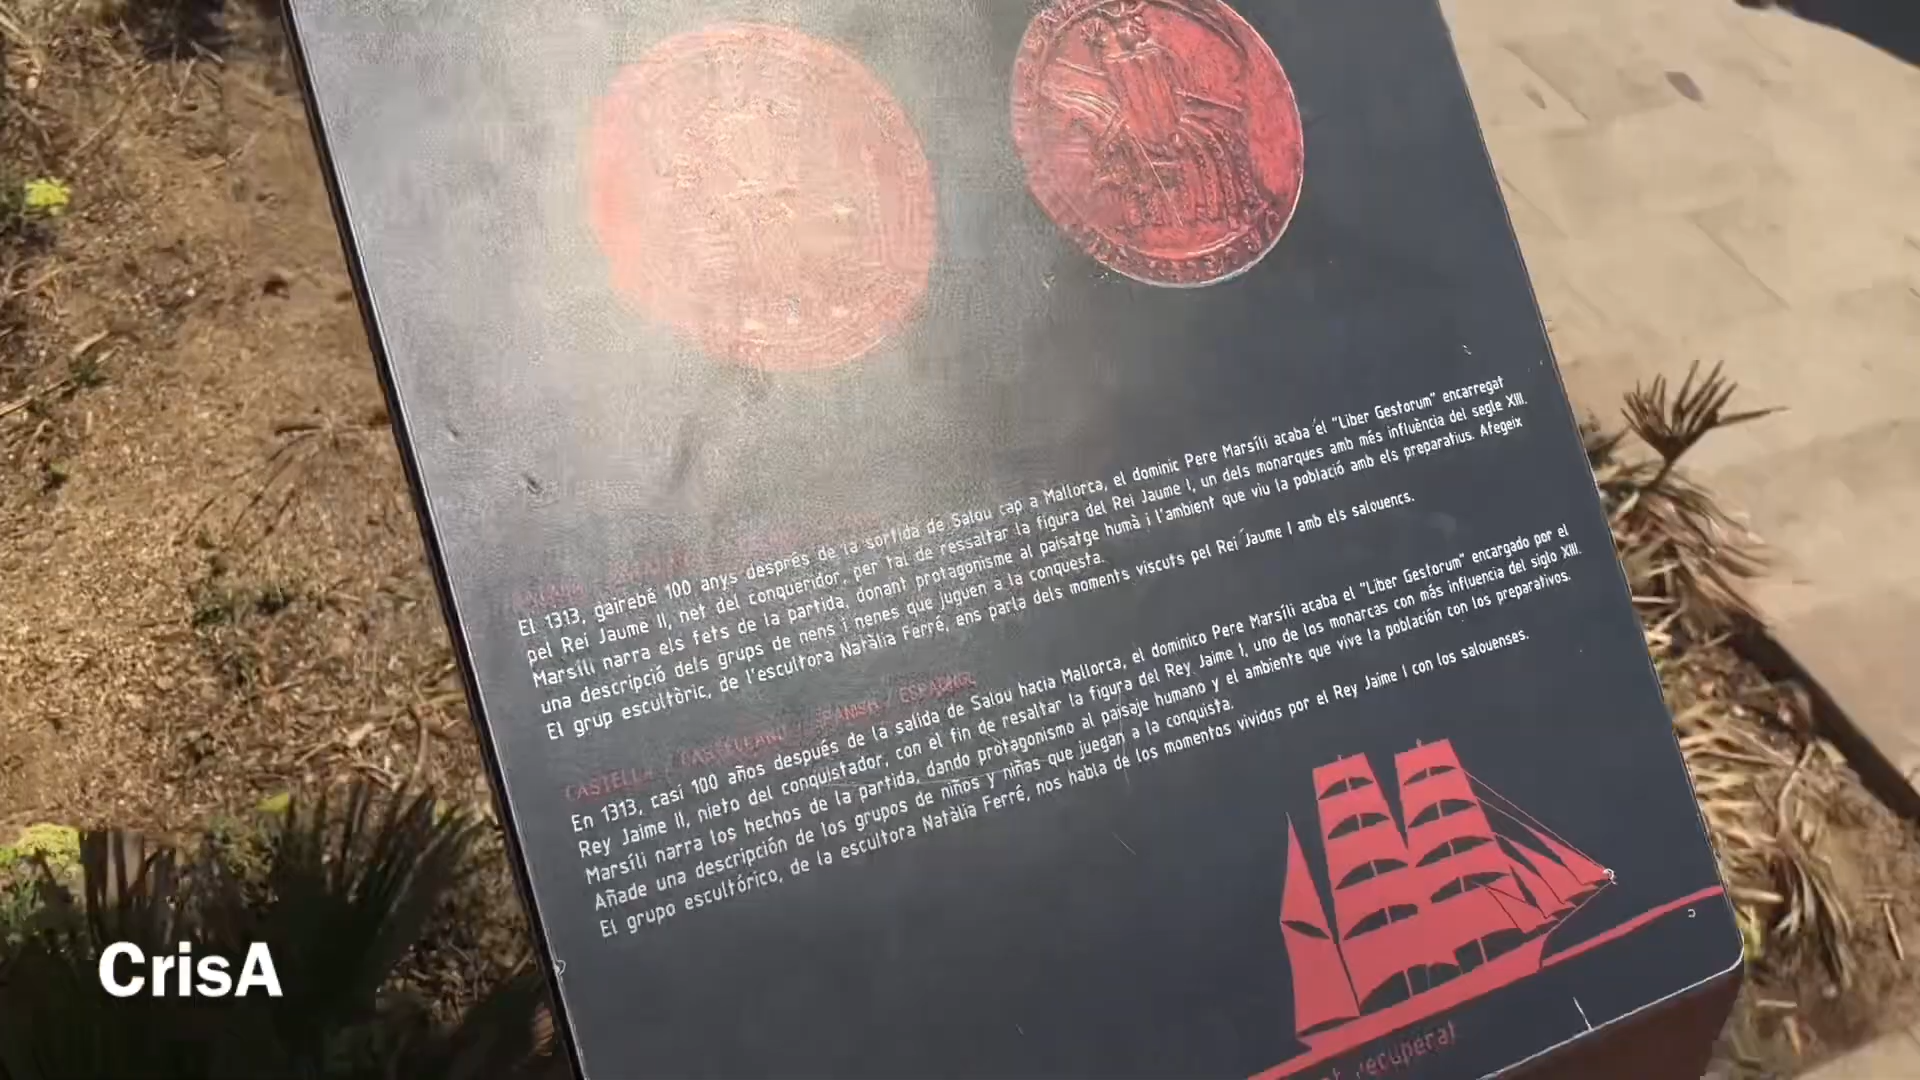 El 1313, gairebé 100 anys després de la sortida de Salou cap a Mallorca, el dominic Pere Marsili acaba el "Liber Gestorum" encarregat
pel Rei Jaume II, net del conqueridor, per tal de ressaltar la figura del Rei Jaume I, un dels monarques amb més influència del segle XIII.
Marsili narra els fets de la partida, donant protagonisme al paisatge humà i l'ambient que viu la població amb els preparatius. Afegeix
una descripció dels grups de nens i nenes que juguen a la conquesta.
El grup escultòric, de l'escultora Natàlia Ferré, ens parla dels moments viscuts pel Rei Jaume I amb els salouencs.
CASTELLÀ / CASTELLANO / SPANISH / ESPAGNOL
En 1313, casi 100 años después de la salida de Salou hacia Mallorca, el dominico Pere Marsili acaba el "Liber Gestorum" encargado por el
Rey Jaime II, nieto del conquistador, con el fin de resaltar la figura del Rey Jaime I, uno de los monarcas con más influencia del siglo XIII.
Marsili narra los hechos de la partida, dando protagonismo al paisaje humano y el ambiente que vive la población con los preparativos.
Añade una descripción de los grupos de niños y niñas que juegan a la conquista.
El grupo escultórico, de la escultora Natàlia Ferré, nos habla de los momentos vividos por el Rey Jaime I con los salouenses.
recuperat
CrisA